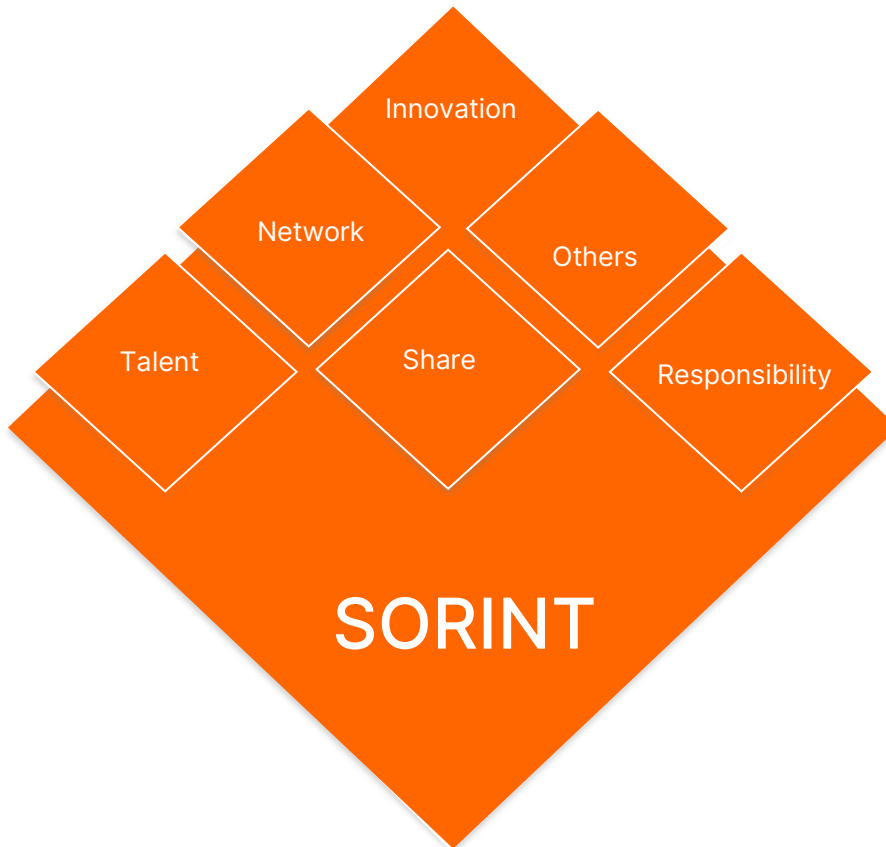 Innovation
Network
Others
Talent
Share
Responsibility
SORINT